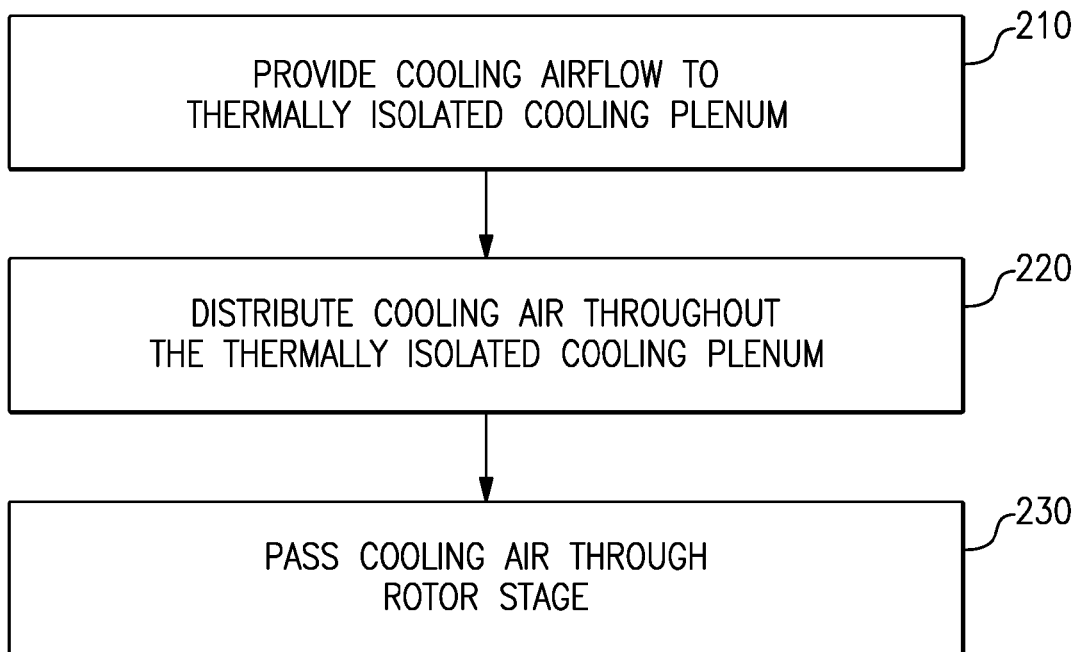 210
PROVIDE COOLING AIRFLOW TO
THERMALLY ISOLATED COOLING PLENUM
220
DISTRIBUTE COOLING AIR THROUGHOUT
THE THERMALLY ISOLATED COOLING PLENUM
230
PASS COOLING AIR THROUGH
ROTOR STAGE